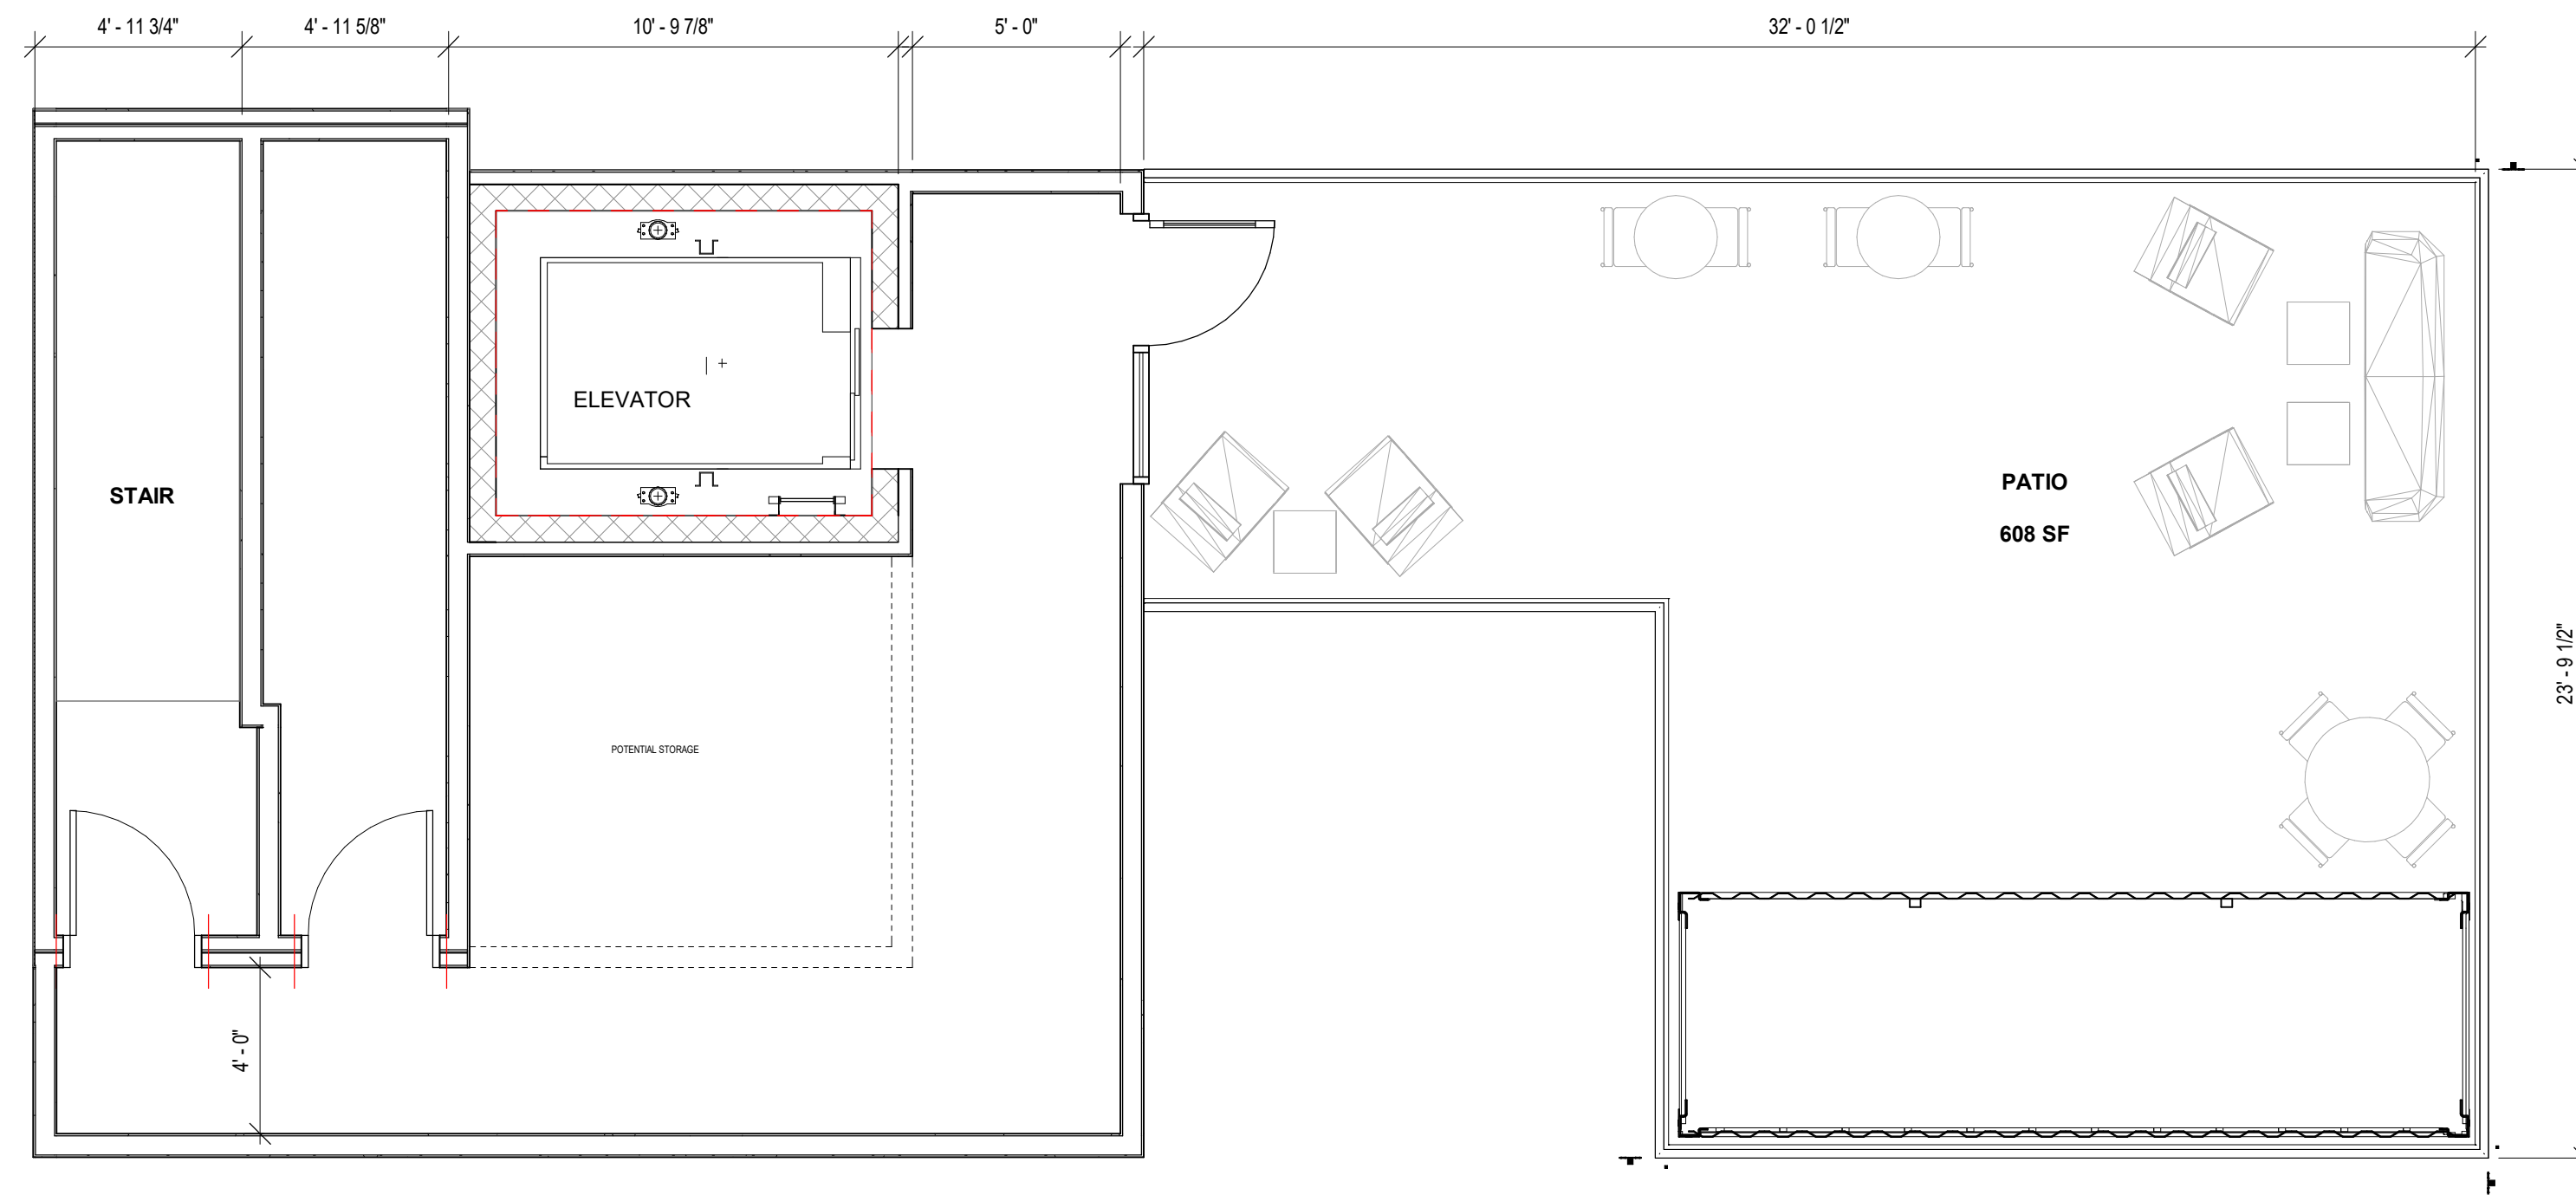 4' - 11 3/4"
4' - 11 5/8"
10' - 9 7/8"
5' - 0"
32' - 0 1/2"
ELEVATOR
STAIR
PATIO
608 SF
23' - 9 1/2"
POTENTIAL STORAGE
4' - 0"